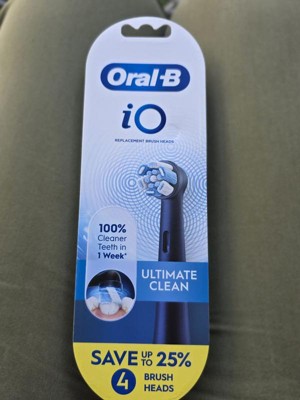 Oral-B
iO
REPLACEMENT BRUSH HEADS
100%
Cleaner
Teeth in
1 Week*
ULTIMATE
CLEAN
SAVE UP TO 25%
4 BRUSH
HEADS